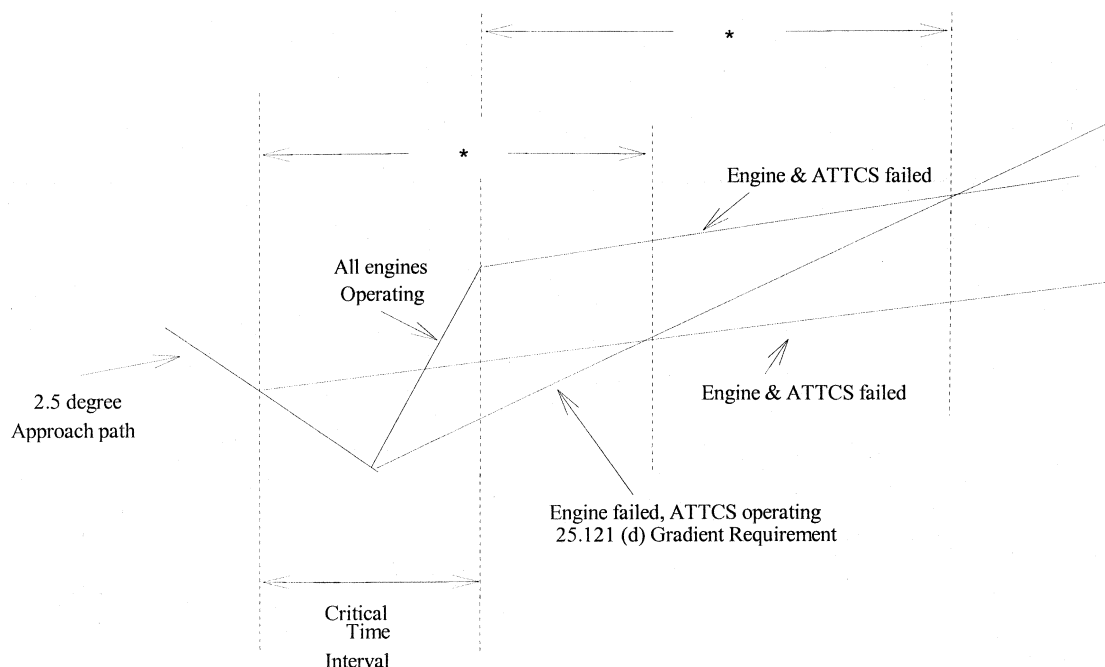 *
*
Engine & ATTCS failed
All engines
Operating
2.5 degree
Approach path
Engine & ATTCS failed
Engine failed, ATTCS operating
25.121 (d) Gradient Requirement
Critical
Time
Interval